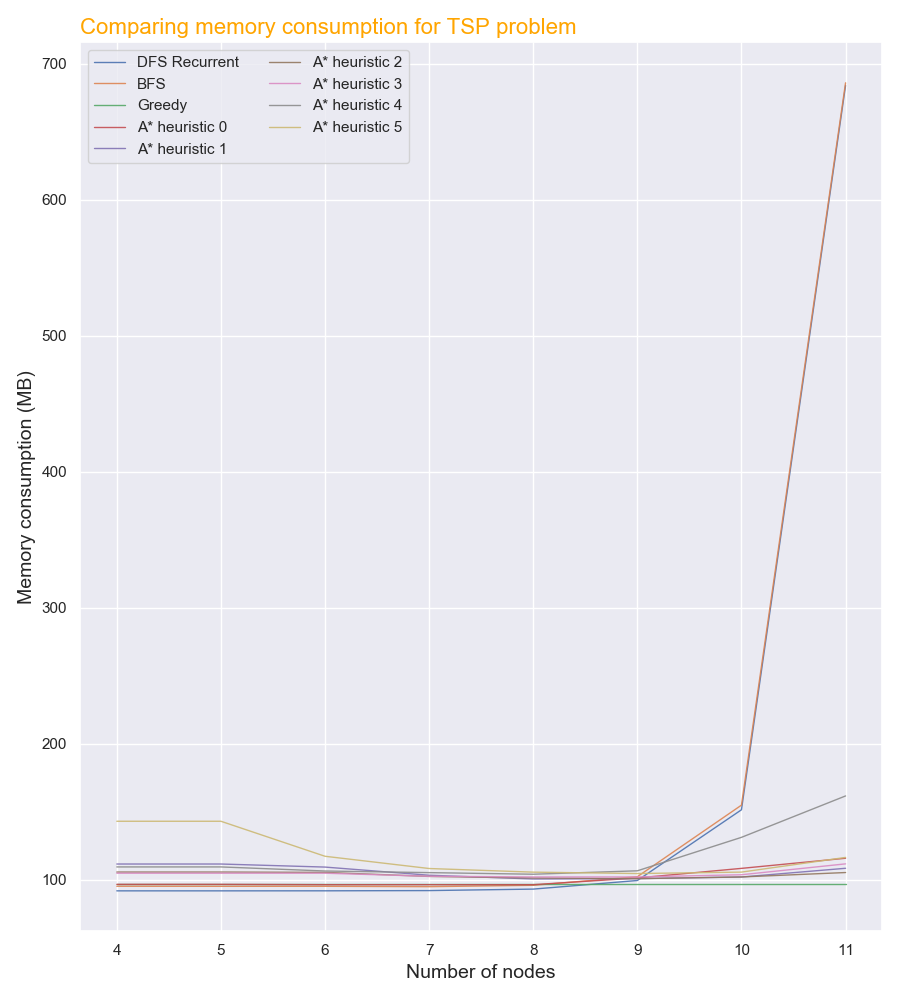 Comparing memory consumption for TSP problem
DFS Recurrent
BFS
Greedy
A* heuristic 0
A* heuristic 1
A* heuristic 2
A* heuristic 3
A* heuristic 4
A* heuristic 5
700
600
500
400
300
200
100
Memory consumption (MB)
4 5 6 7 8 9 10 11
Number of nodes